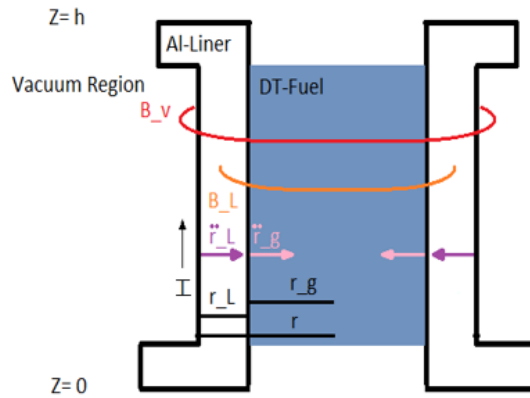 Z= h
Al-Liner
Vacuum Region
DT-Fuel
B_v
B_L
r̈_L
r̈_g
I
r_L
r_g
r
Z= 0